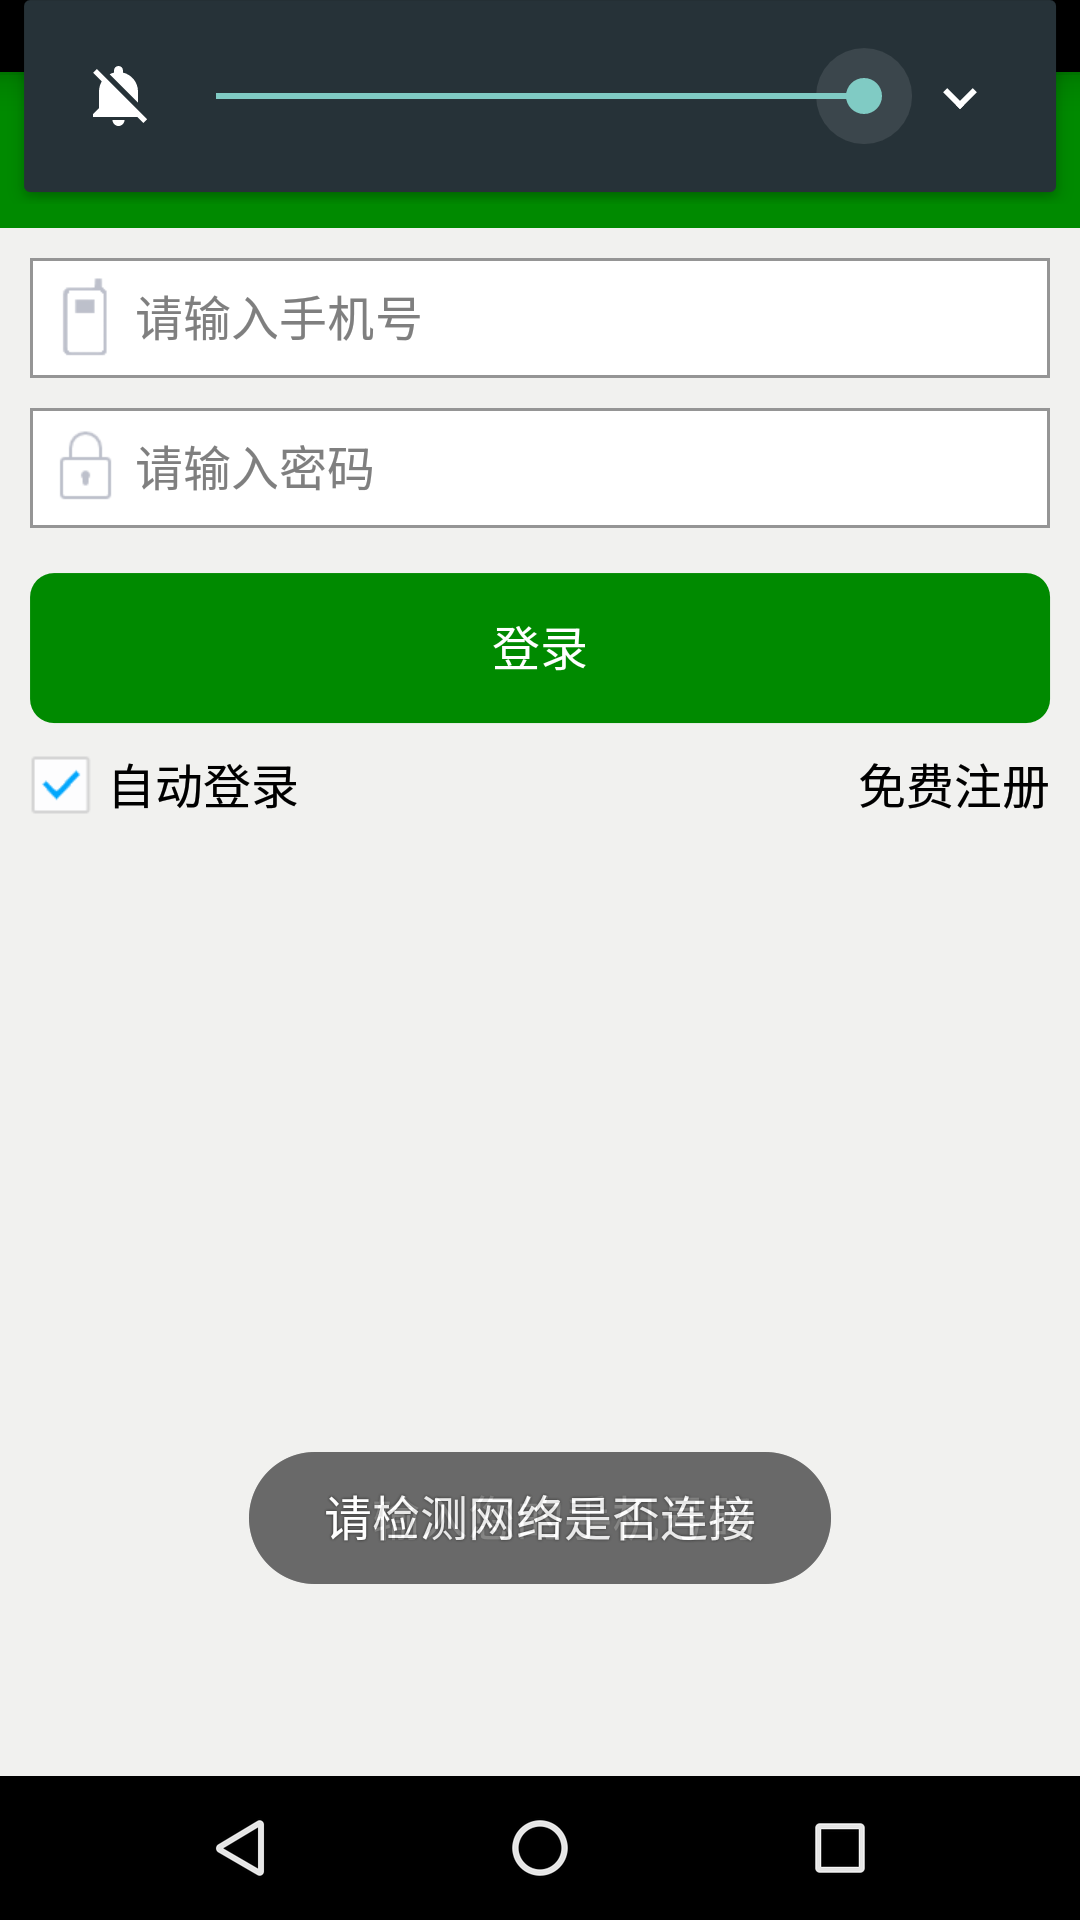 请输入手机号
请输入密码
登录
自动登录
免费注册
请检测网络是否连接